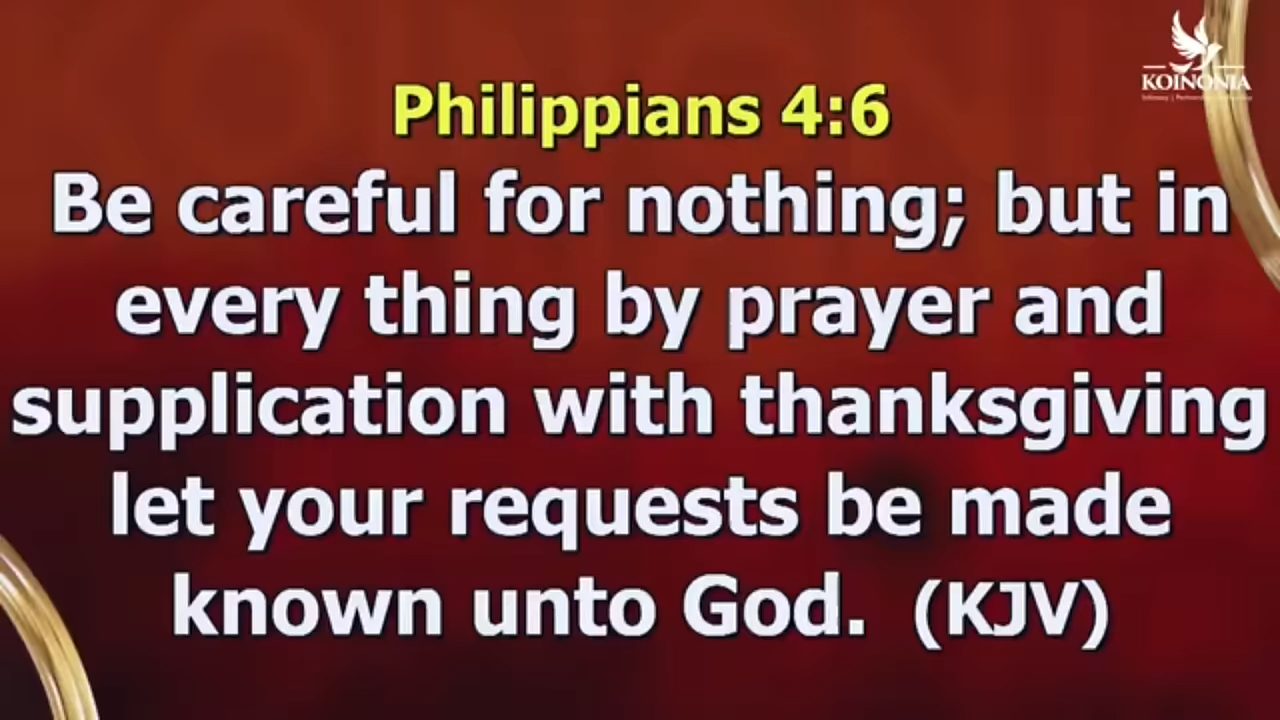 KOINONIA
Philippians 4:6
Be careful for nothing; but in
every thing by prayer and
supplication with thanksgiving
let your requests be made
known unto God. (KJV)